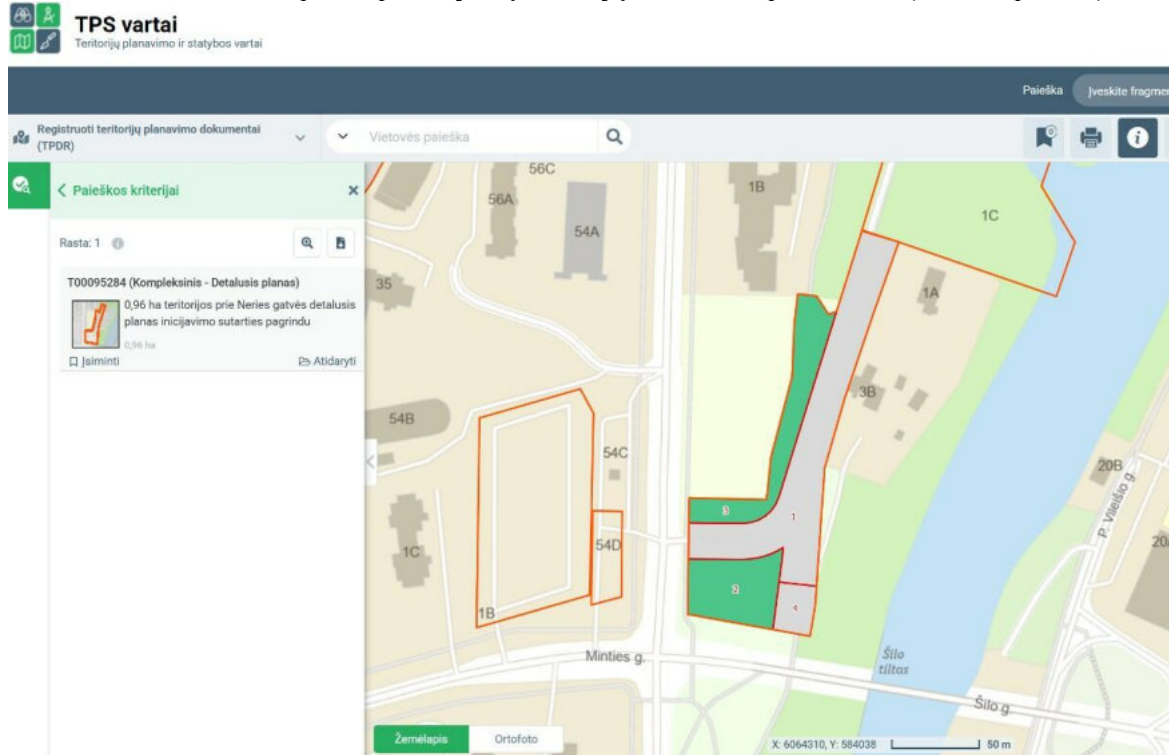 TPS vartai
Teritorijų planavimo ir statybos vartai
Paieška
Įveskite fragme
Registruoti teritorijų planavimo dokumentai
(TPDR)
Vietovės paieška
0
Paieškos kriterijai
Rasta: 1
T00095284 (Kompleksinis - Detalusis planas)
0,96 ha teritorijos prie Neries gatvės detalusis
planas inicijavimo sutarties pagrindu
0,96 ha
Įsiminti
Atidaryti
56C
56A
54A
1B
1C
35
1A
3B
54B
54C
20B
P. Vileišio g.
3
1
1C
54D
20
2
4
1B
Minties g.
Šilo
tiltas
Šilo g.
Žemėlapis
Ortofoto
X: 6064310, Y: 584038
50 m